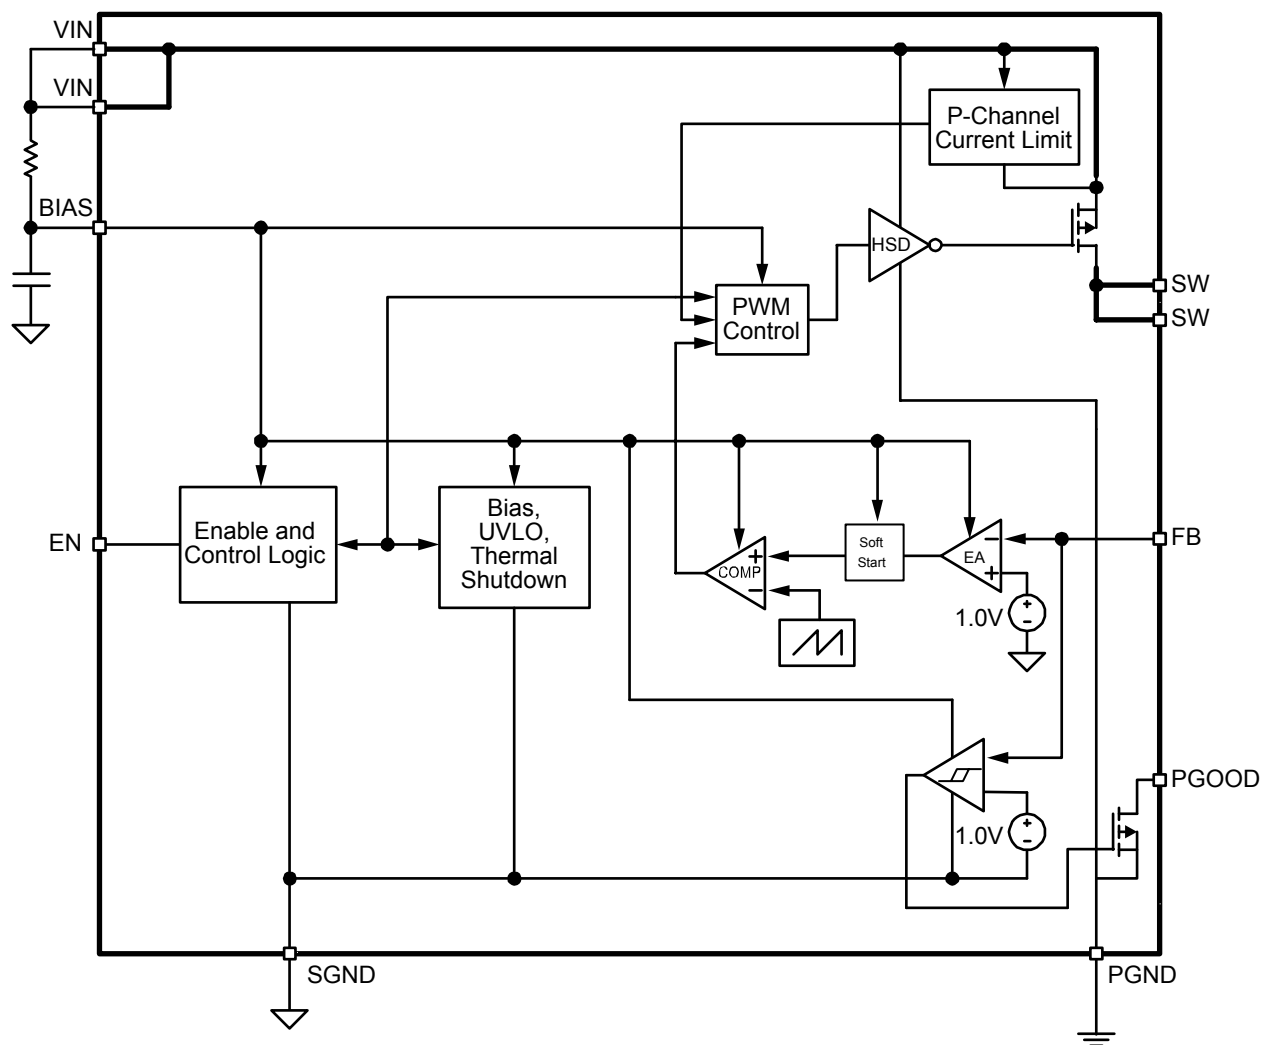 VIN
VIN
P-Channel
Current Limit
BIAS
HSD
SW
PWM
Control
SW
EN
Enable and
Control Logic
Bias,
UVLO,
Thermal
Shutdown
COMP
+
−
Soft
Start
EA
−
+
FB
1.0V
+
−
PGOOD
1.0V
+
−
SGND
PGND